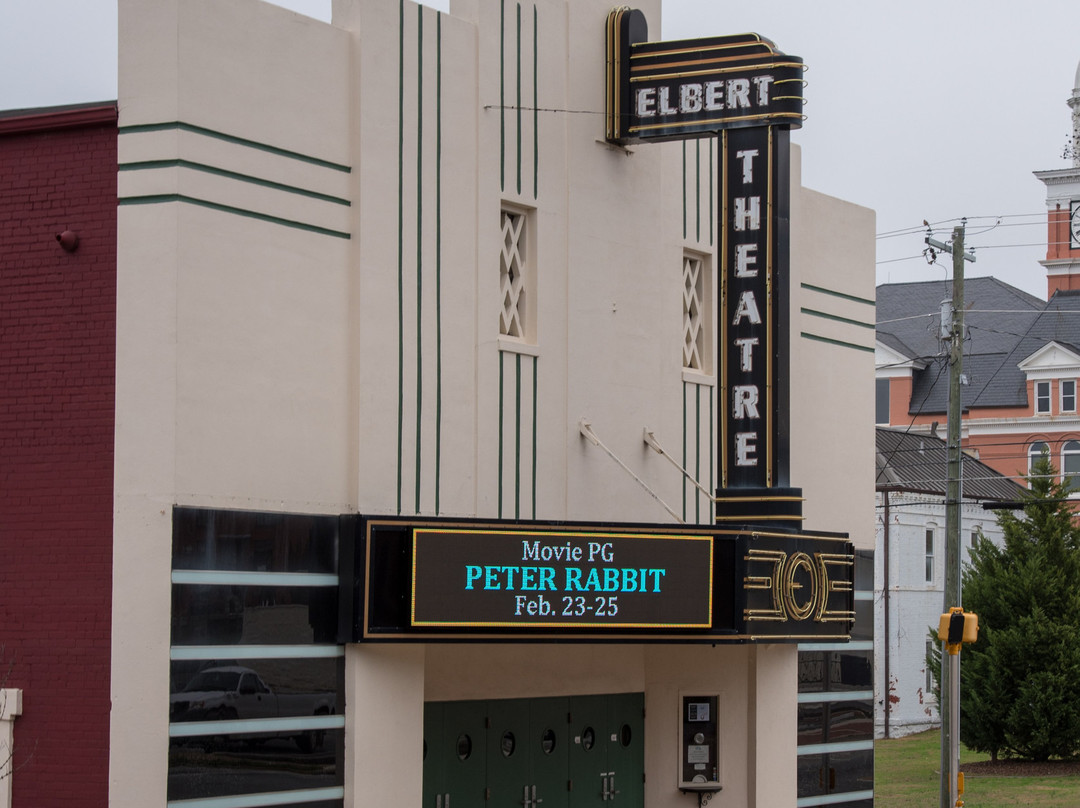 ELBERT
THEATRE
Movie PG
PETER RABBIT
Feb. 23-25
E